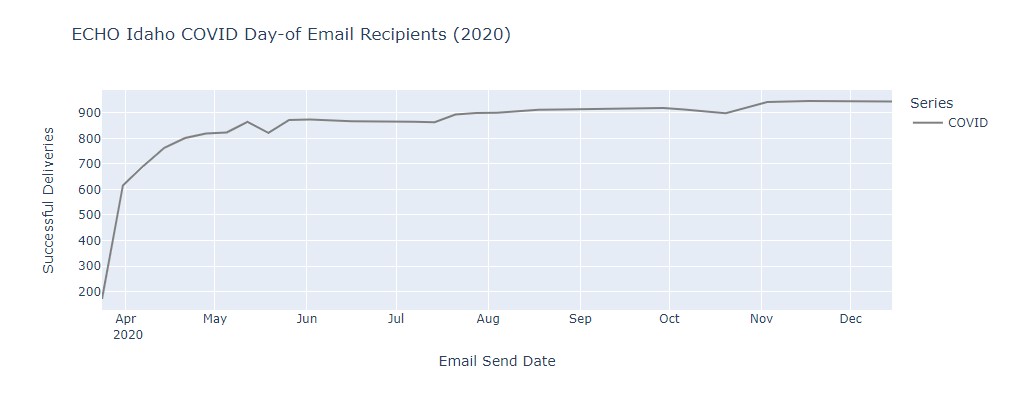 ECHO Idaho COVID Day-of Email Recipients (2020)
Successful Deliveries
900
800
700
600
500
400
300
200
Apr May Jun Jul Aug Sep Oct Nov Dec
2020
Email Send Date
Series
COVID